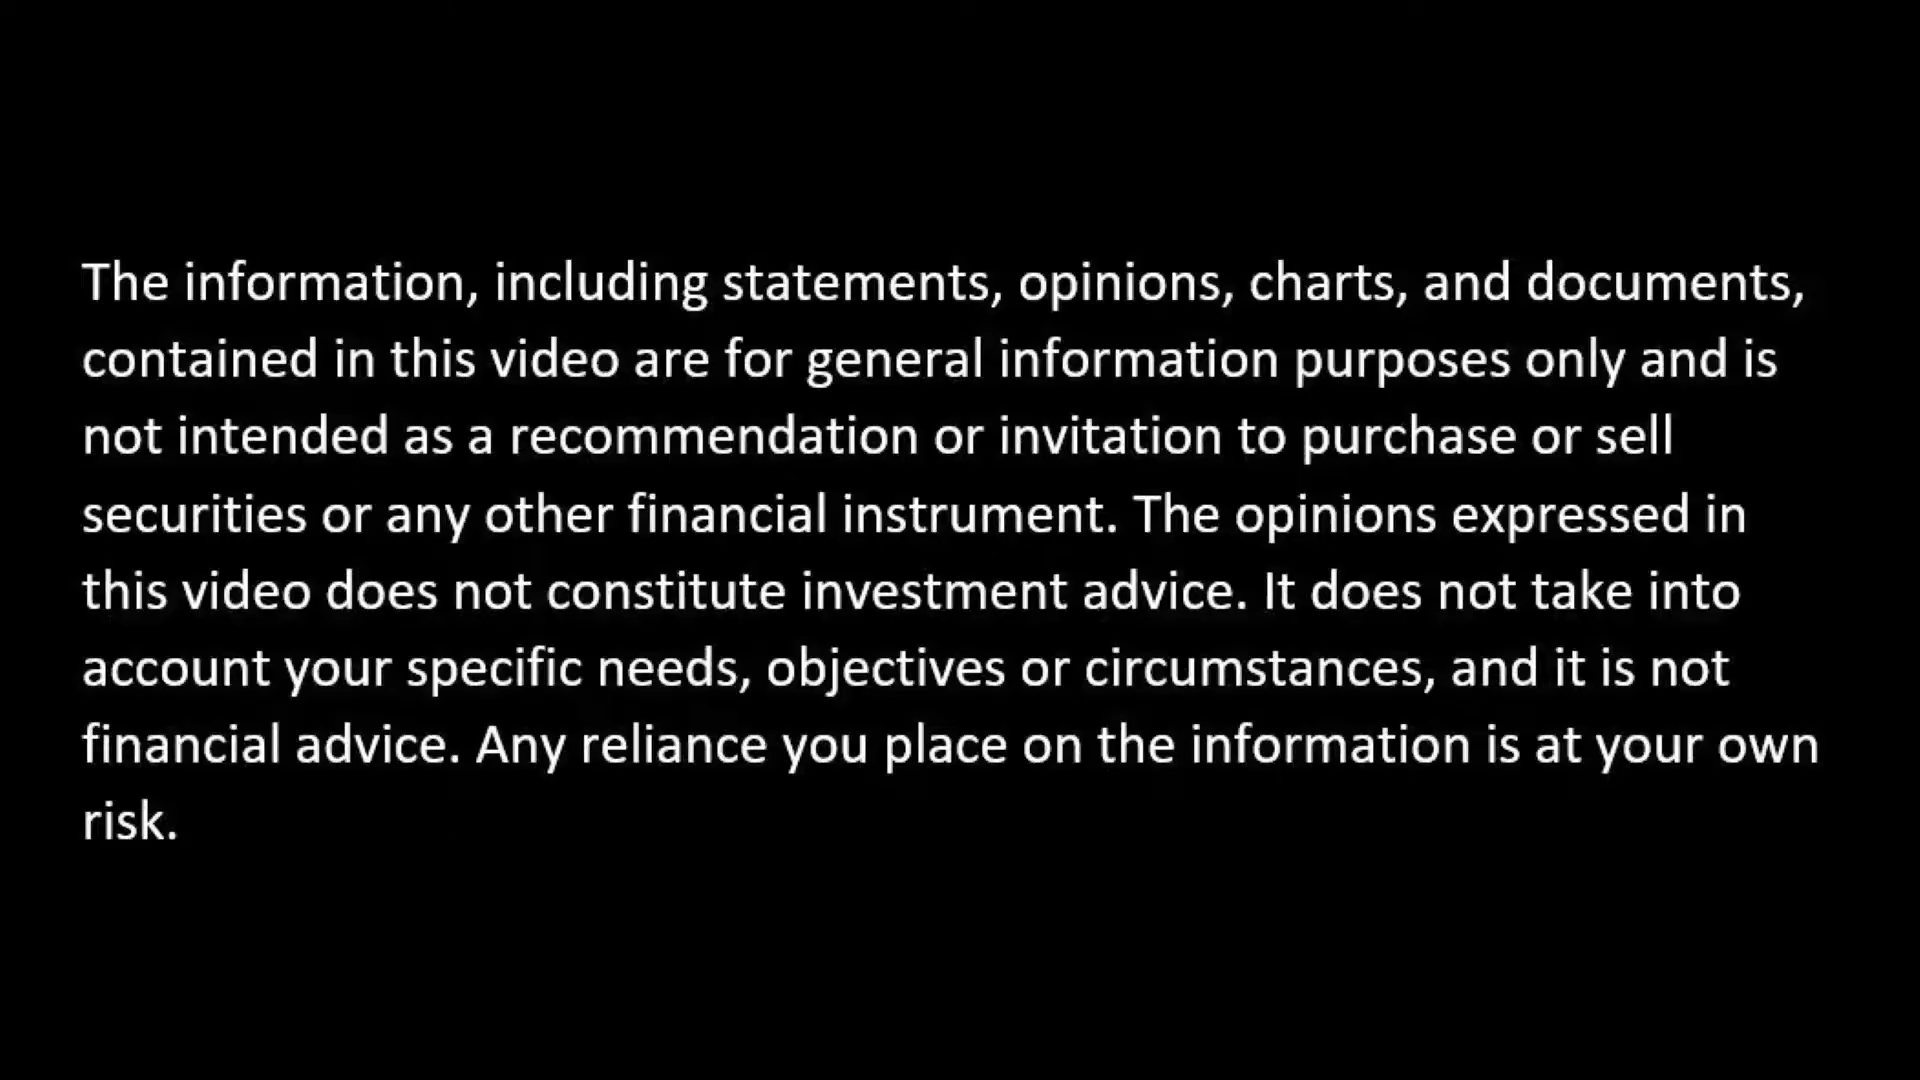 The information, including statements, opinions, charts, and documents,
contained in this video are for general information purposes only and is
not intended as a recommendation or invitation to purchase or sell
securities or any other financial instrument. The opinions expressed in
this video does not constitute investment advice. It does not take into
account your specific needs, objectives or circumstances, and it is not
financial advice. Any reliance you place on the information is at your own
risk.